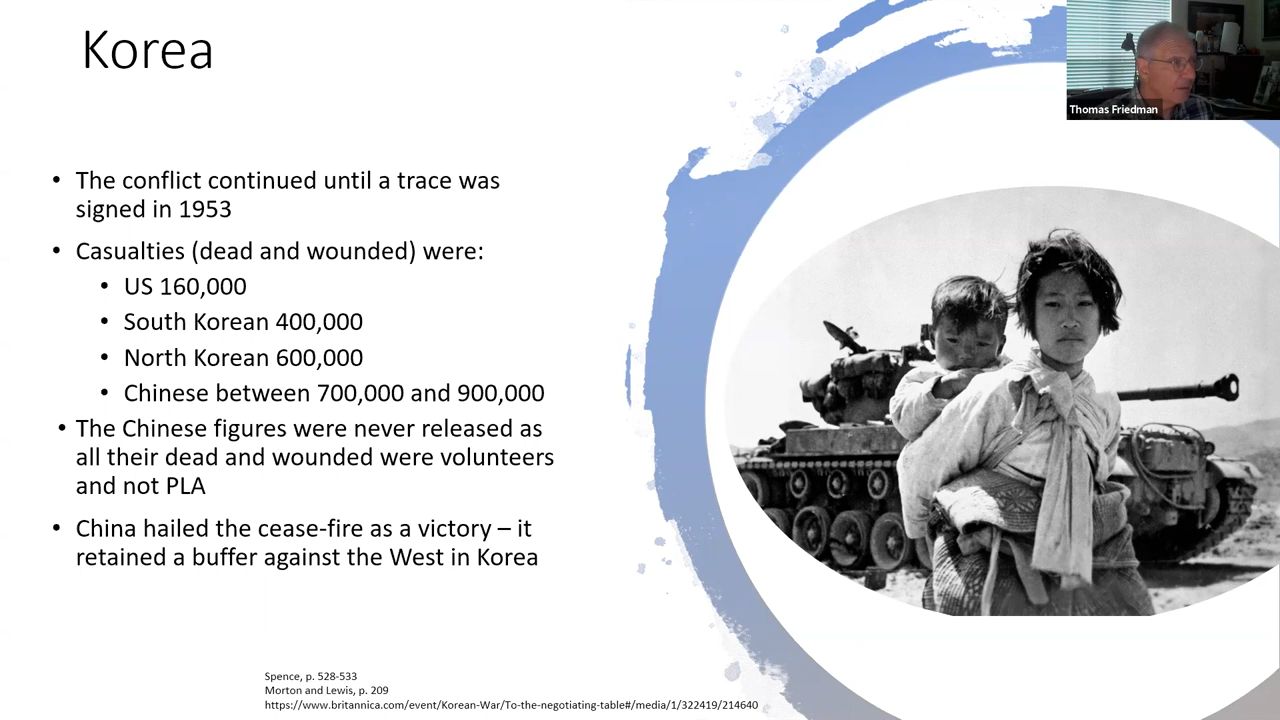 Korea
Thomas Friedman
• The conflict continued until a trace was
signed in 1953
• Casualties (dead and wounded) were:
• US 160,000
• South Korean 400,000
• North Korean 600,000
• Chinese between 700,000 and 900,000
• The Chinese figures were never released as
all their dead and wounded were volunteers
and not PLA
• China hailed the cease-fire as a victory – it
retained a buffer against the West in Korea
Spence, p. 528-533
Morton and Lewis, p. 209
https://www.britannica.com/event/Korean-War/To-the-negotiating-table#/media/1/322419/214640